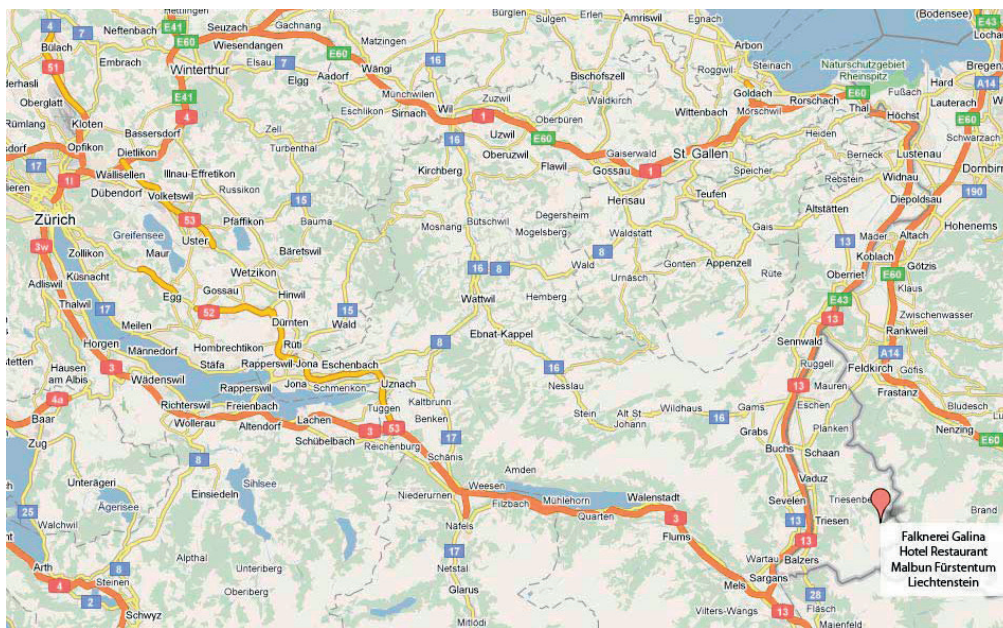 Hettlingen
Seuzach
Gachnang
Neftenbach
Bülach
Embrach
Wiesendangen
Matzingen
Winterthur
Elsau
Elgg
Aadorf
Wängi
Münchwilen
Eschlikon
Sirnach
Wil
Zuzwil
Bürglen
Sulgen
Erlen
Amriswil
Egnach
Arbon
Steinach
Roggwil
Bischofszell
Waldkirch
Oberbüren
Uzwil
Oberuzwil
Flawil
Gaiserwald
Gossau
St Gallen
Wittenbach
Goldach
Mörschwil
Rorschach
Thal
Heiden
Speicher
Teufen
Herisau
Naturschutzgebiet
Rheinspitz
(Bodensee)
Lochau
Bregenz
Hard
Fußach
Lauterach
Höchst
Schwarzach
Lustenau
Dornbirn
Berneck
Rebstein
Widnau
Diepoldsau
Hohenems
Altstätten
Gais
Mäder
Altach
Koblach
Götzis
Oberriet
Klaus
Zwischenwasser
Rankweil
Feldkirch
Göfis
Frastanz
Bludesch
Nenzing
Brand
Oberglatt
Rümlang
Kloten
Opfikon
Bassersdorf
Dietlikon
Wallisellen
Dübendorf
Illnau-Effretikon
Volketswil
Russikon
Zell
Turbenthal
Pfäffikon
Bauma
Zürich
Greifensee
Uster
Maur
Zollikon
Bäretswil
Wetzikon
Küsnacht
Adliswil
Thalwil
Egg
Gossau
Hinwil
Meilen
Dürnten
Wald
Horgen
Männedorf
Hombrechtikon
Rüti
Stäfa
Rapperswil-Jona
Eschenbach
Jona
Schmerikon
Uznach
Rapperswil
Kaltbrunn
Hausen
am Albis
Wädenswil
Richterswil
Freienbach
Wollerau
Altendorf
Lachen
Tuggen
Benken
Schübelbach
Reichenburg
Schänis
Baar
Zug
Unterägeri
Ägerisee
Walchwil
Einsiedeln
Sihlsee
Arth
Steinen
Schwyz
Alpthal
Unteriberg
Oberiberg
Kirchberg
Bütschwil
Mosnang
Degersheim
Mogelsberg
Waldstatt
Wald
Urnäsch
Gonten
Appenzell
Rüte
Wattwil
Hemberg
Ebnat-Kappel
Nesslau
Stein
Alt St
Johann
Wildhaus
Gams
Grabs
Buchs
Sennwald
Ruggell
Mauren
Eschen
Planken
Schaan
Vaduz
Sevelen
Triesen
Wartau
Balzers
Sargans
Mels
Vilters-Wangs
Fläsch
Maienfeld
Flums
Walenstadt
Quarten
Mühlehorn
Amden
Weesen
Filzbach
Niederurnen
Näfels
Netstal
Glarus
Mitlödi
Falknerei Galina
Hotel Restaurant
Malbun Fürstentum
Liechtenstein